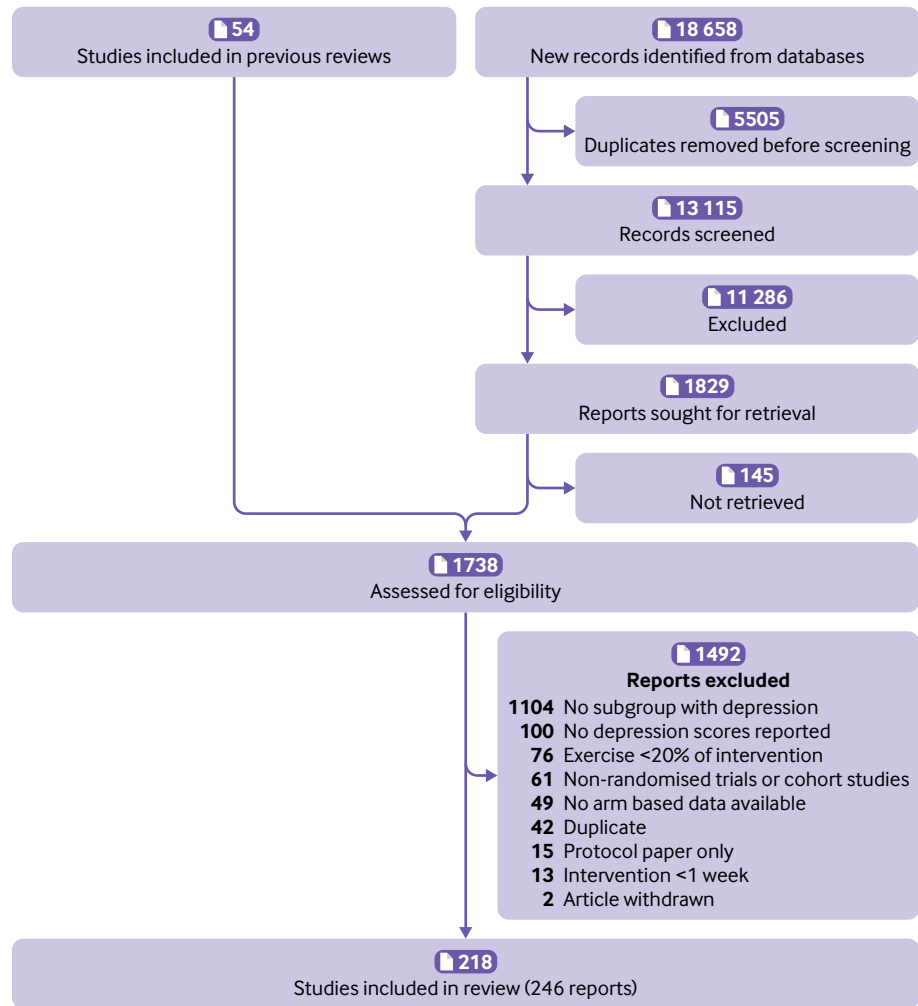 54
Studies included in previous reviews
18 658
New records identified from databases
5505
Duplicates removed before screening
13 115
Records screened
11 286
Excluded
1829
Reports sought for retrieval
145
Not retrieved
1738
Assessed for eligibility
1492
Reports excluded
1104 No subgroup with depression
100 No depression scores reported
76 Exercise <20% of intervention
61 Non-randomised trials or cohort studies
49 No arm based data available
42 Duplicate
15 Protocol paper only
13 Intervention <1 week
2 Article withdrawn
218
Studies included in review (246 reports)